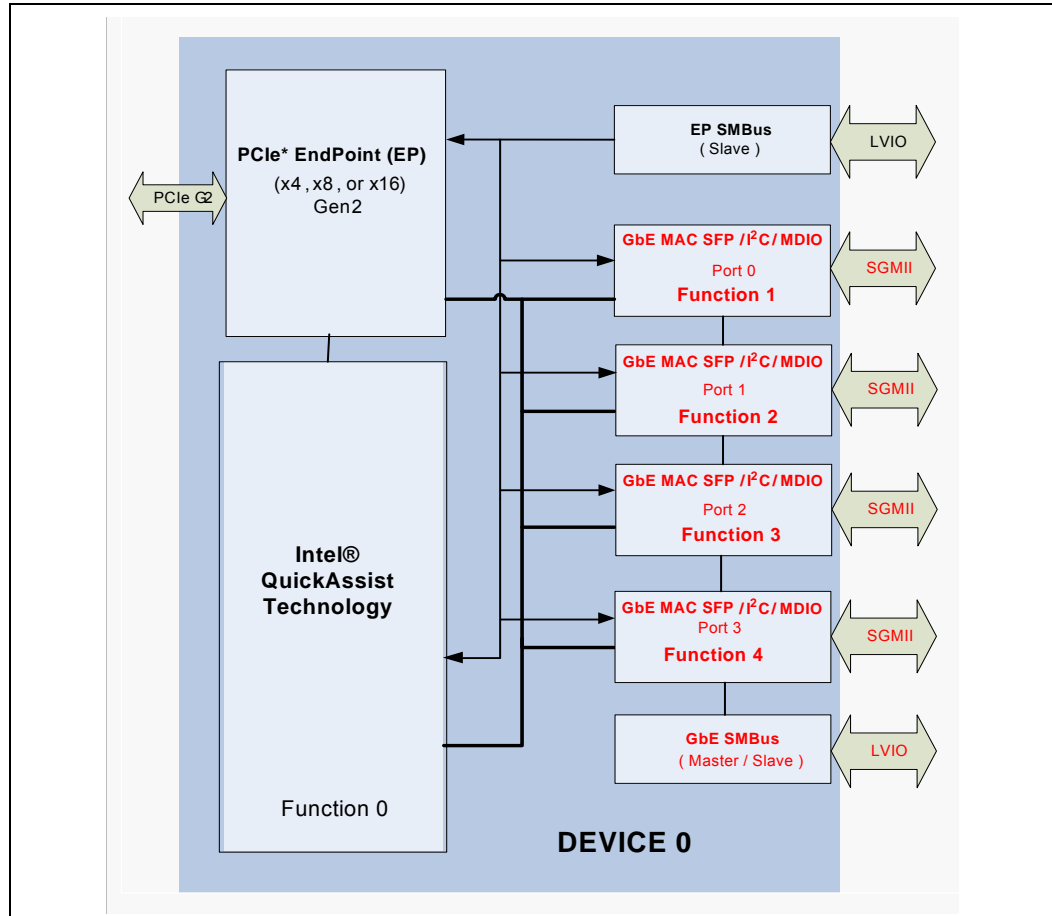 PCIe* EndPoint (EP)
(x4, x8, or x16)
Gen2
PCIe G2
EP SMBus
( Slave )
LVIO
GbE MAC SFP /I²C/ MDIO
Port 0
Function 1
SGMII
GbE MAC SFP /I²C/ MDIO
Port 1
Function 2
SGMII
GbE MAC SFP /I²C/ MDIO
Port 2
Function 3
SGMII
GbE MAC SFP /I²C/ MDIO
Port 3
Function 4
SGMII
Intel®
QuickAssist
Technology
Function 0
GbE SMBus
( Master / Slave )
LVIO
DEVICE 0